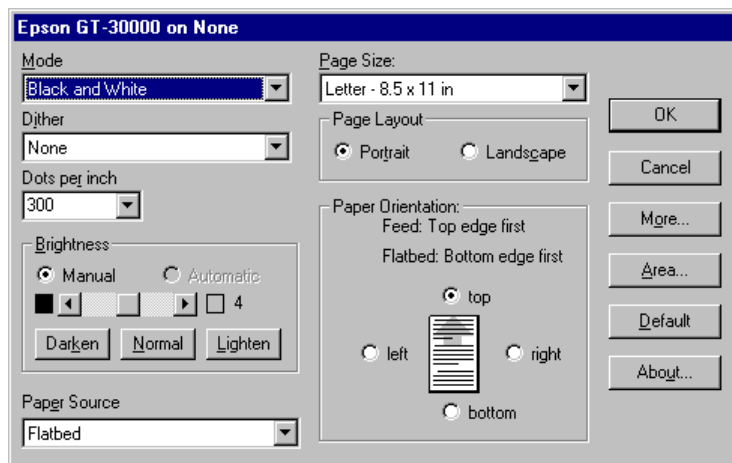 Epson GT-30000 on None
Mode
Black and White
Dither
None
Dots per inch
300
Brightness
Manual
Automatic
4
Darken
Normal
Lighten
Paper Source
Flatbed
Page Size:
Letter - 8.5 x 11 in
Page Layout
Portrait
Landscape
Paper Orientation:
Feed: Top edge first
Flatbed: Bottom edge first
top
left
right
bottom
OK
Cancel
More...
Area...
Default
About...